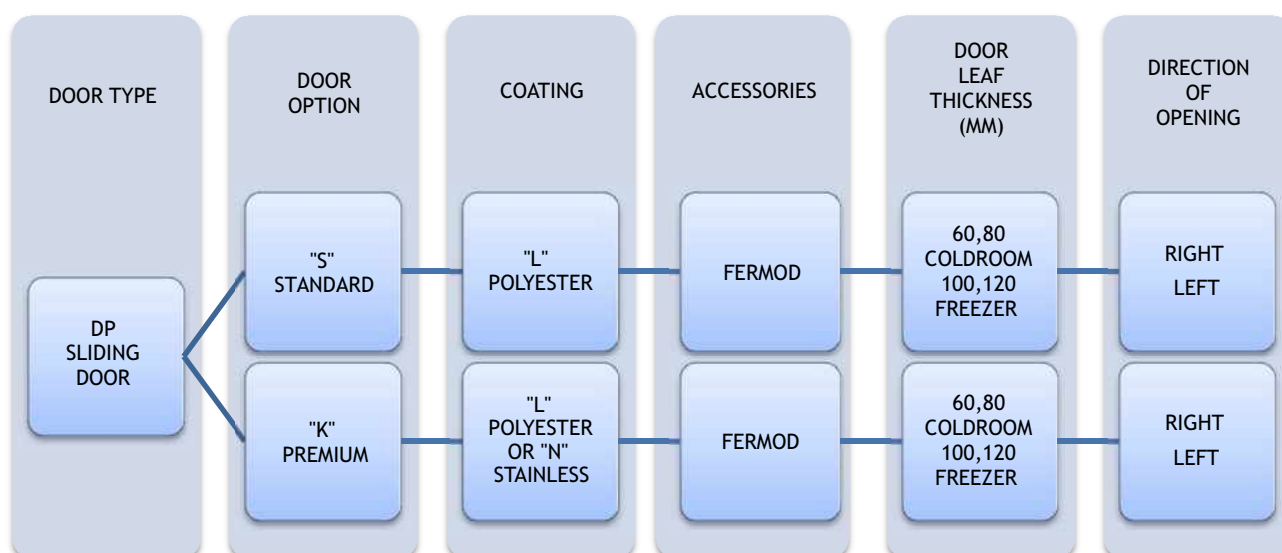 DOOR TYPE
DOOR
OPTION
COATING
ACCESSORIES
DOOR
LEAF
THICKNESS
(MM)
DIRECTION
OF
OPENING
DP
SLIDING
DOOR
"S"
STANDARD
"L"
POLYESTER
FERMOD
60,80
COLDROOM
100,120
FREEZER
RIGHT
LEFT
"K"
PREMIUM
"L"
POLYESTER
OR "N"
STAINLESS
FERMOD
60,80
COLDROOM
100,120
FREEZER
RIGHT
LEFT